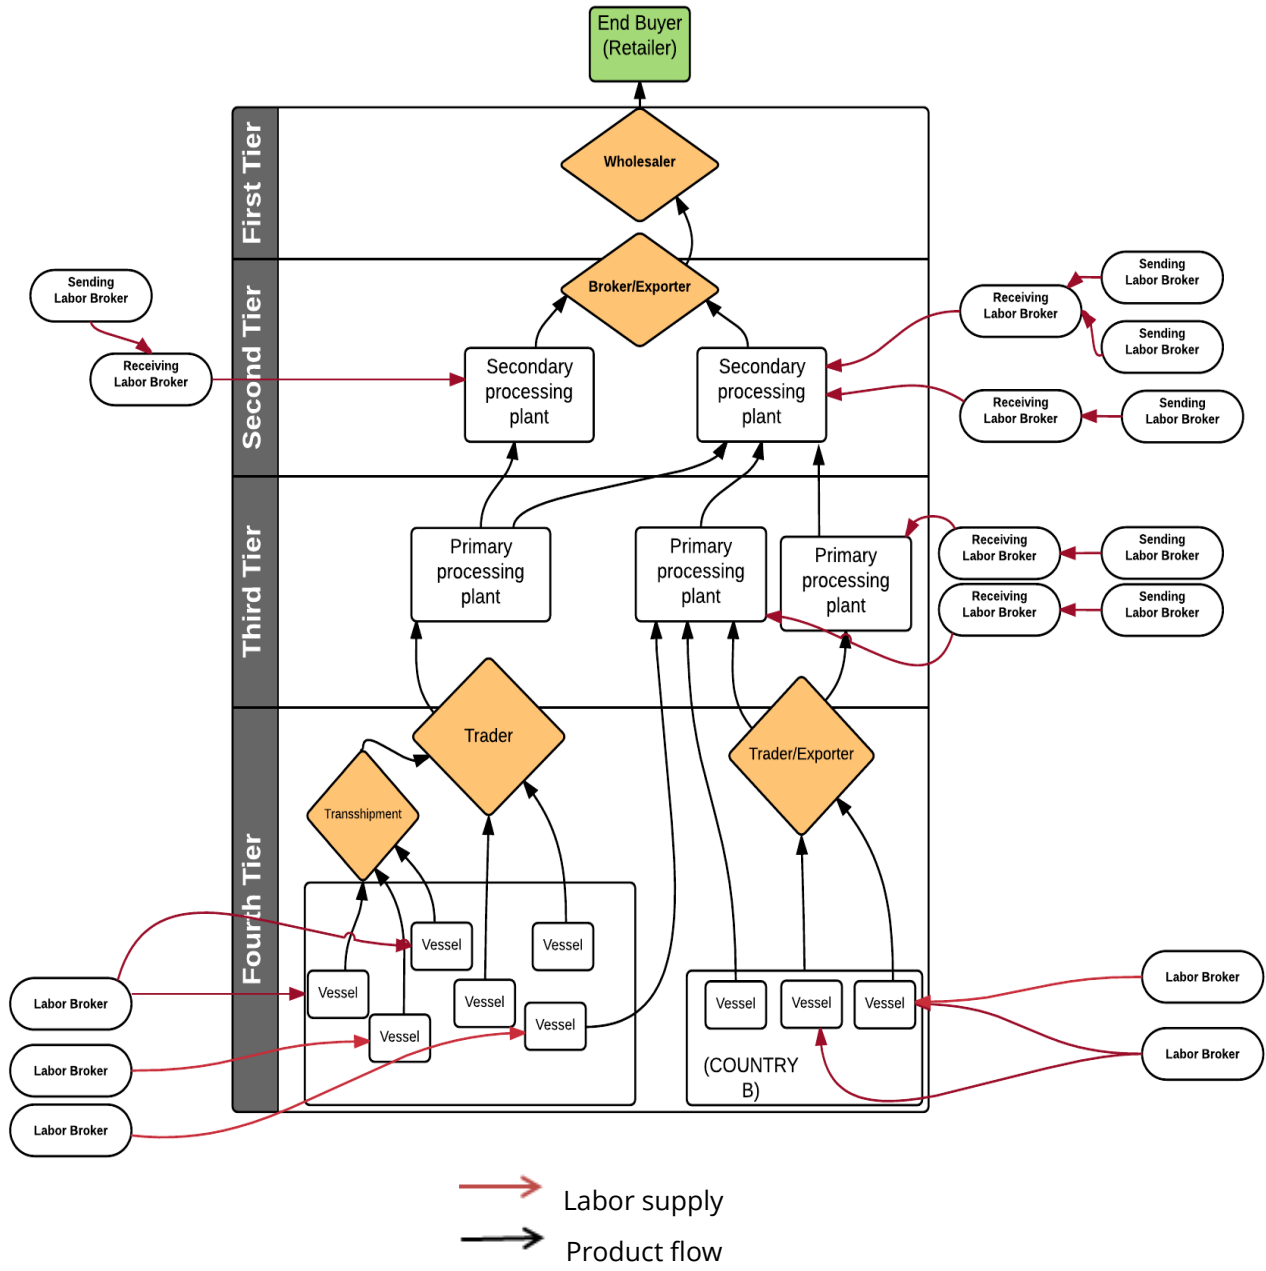 End Buyer
(Retailer)
First Tier
Wholesaler
Second Tier
Broker/Exporter
Sending
Labor Broker
Receiving
Labor Broker
Secondary
processing
plant
Secondary
processing
plant
Sending
Labor Broker
Receiving
Labor Broker
Sending
Labor Broker
Receiving
Labor Broker
Sending
Labor Broker
Third Tier
Primary
processing
plant
Primary
processing
plant
Primary
processing
plant
Receiving
Labor Broker
Sending
Labor Broker
Receiving
Labor Broker
Sending
Labor Broker
Fourth Tier
Trader
Trader/Exporter
Transshipment
Vessel
Vessel
Vessel
Vessel
Vessel
Vessel
Vessel
Vessel
Vessel
(COUNTRY
B)
Labor Broker
Labor Broker
Labor Broker
Labor Broker
Labor Broker
Labor supply
Product flow